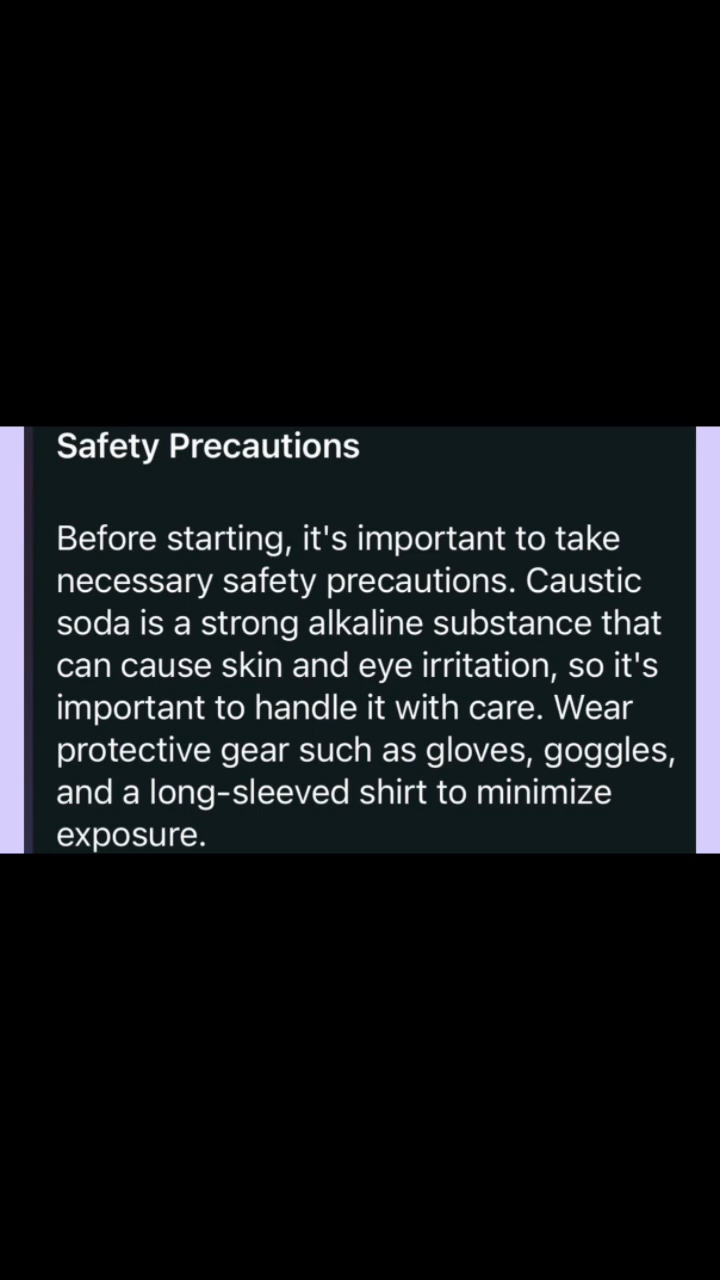 Safety Precautions
Before starting, it's important to take
necessary safety precautions. Caustic
soda is a strong alkaline substance that
can cause skin and eye irritation, so it's
important to handle it with care. Wear
protective gear such as gloves, goggles,
and a long-sleeved shirt to minimize
exposure.